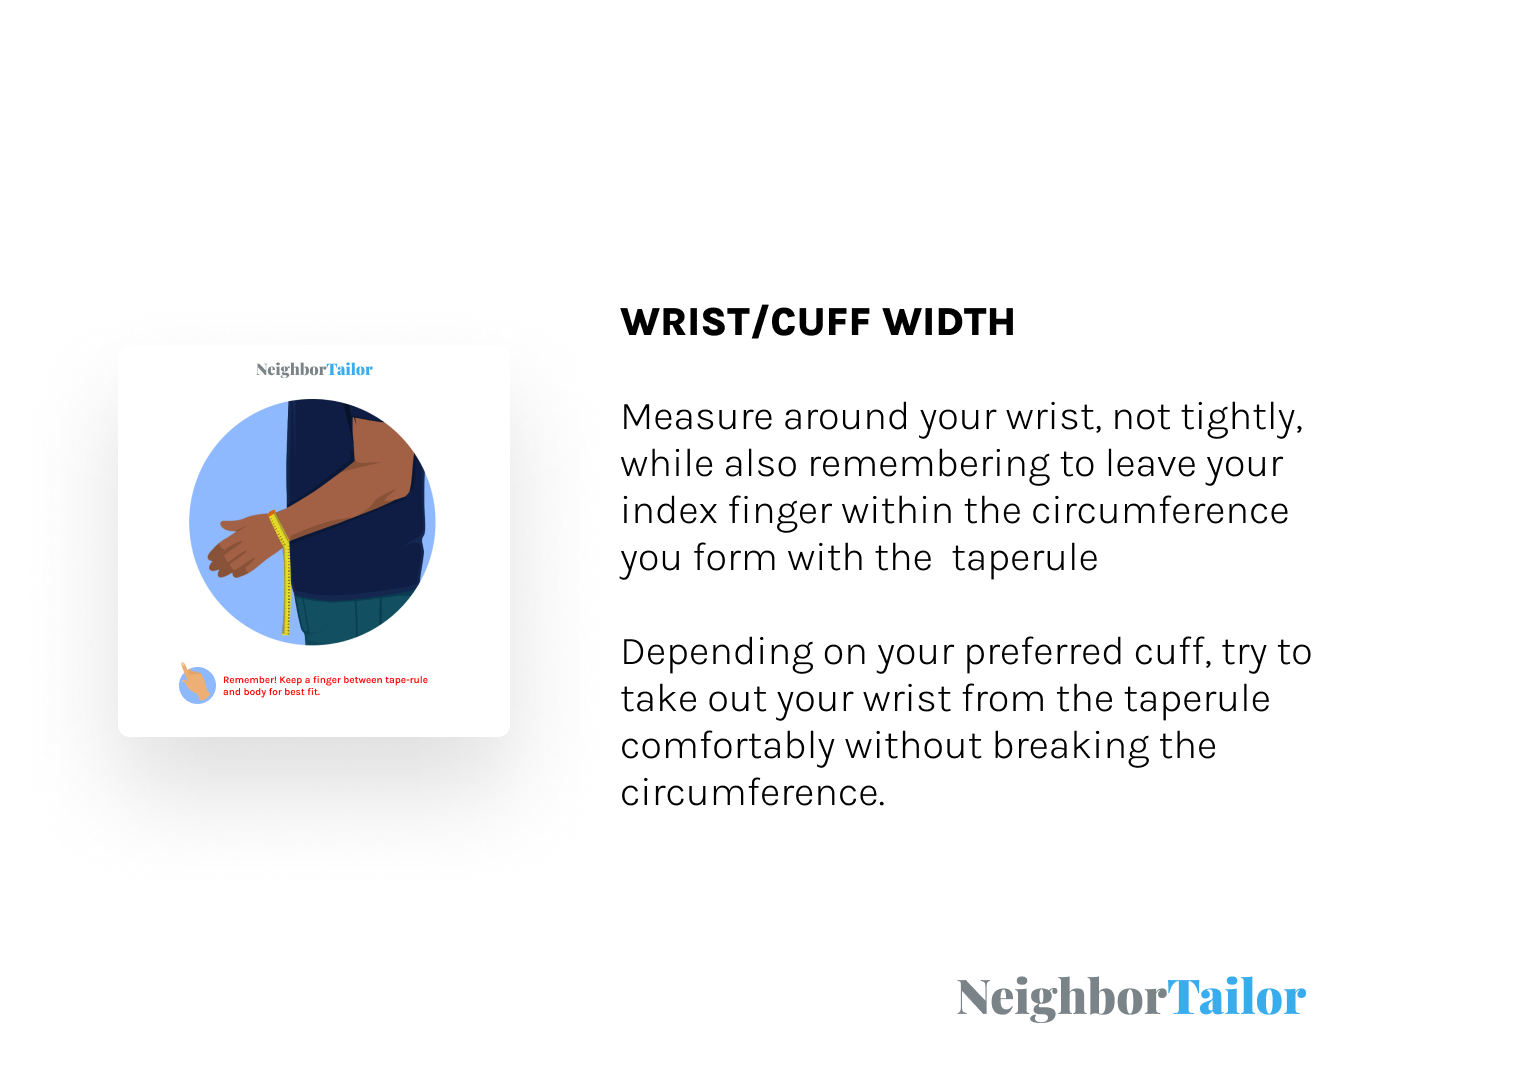 NeighborTailor
Remember! Keep a finger between tape-rule
and body for best fit.
WRIST/CUFF WIDTH
Measure around your wrist, not tightly,
while also remembering to leave your
index finger within the circumference
you form with the  taperule
Depending on your preferred cuff, try to
take out your wrist from the taperule
comfortably without breaking the
circumference.
NeighborTailor